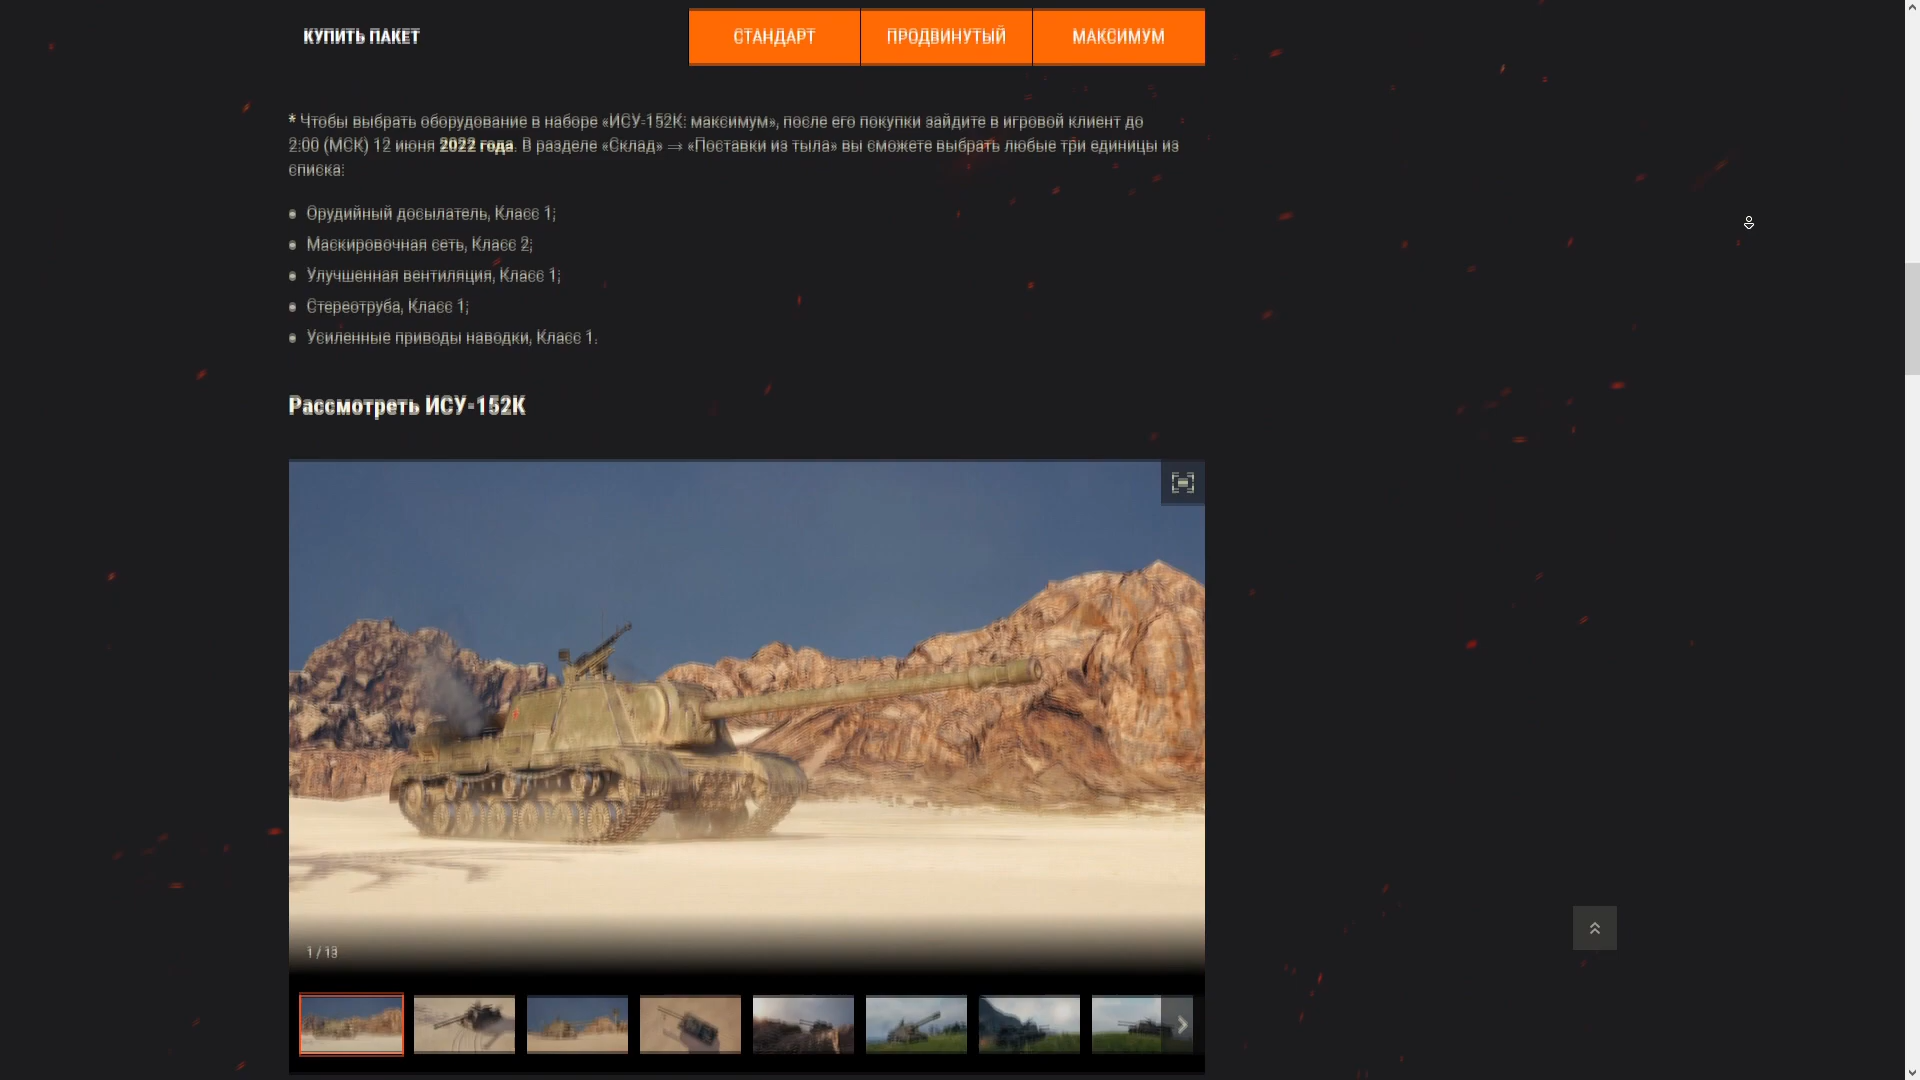 КУПИТЬ ПАКЕТ
СТАНДАРТ
ПРОДВИНУТЫЙ
МАКСИМУМ
* Чтобы выбрать оборудование в наборе «ИСУ-152К: максимум», после его покупки зайдите в игровой клиент до
2:00 (МСК) 12 июня 2022 года. В разделе «Склад» → «Поставки из тыла» вы сможете выбрать любые три единицы из
списка:
• Орудийный досылатель, Класс 1;
• Маскировочная сеть, Класс 2;
• Улучшенная вентиляция, Класс 1;
• Стереотруба, Класс 1;
• Усиленные приводы наводки, Класс 1.
Рассмотреть ИСУ-152К
1 / 13